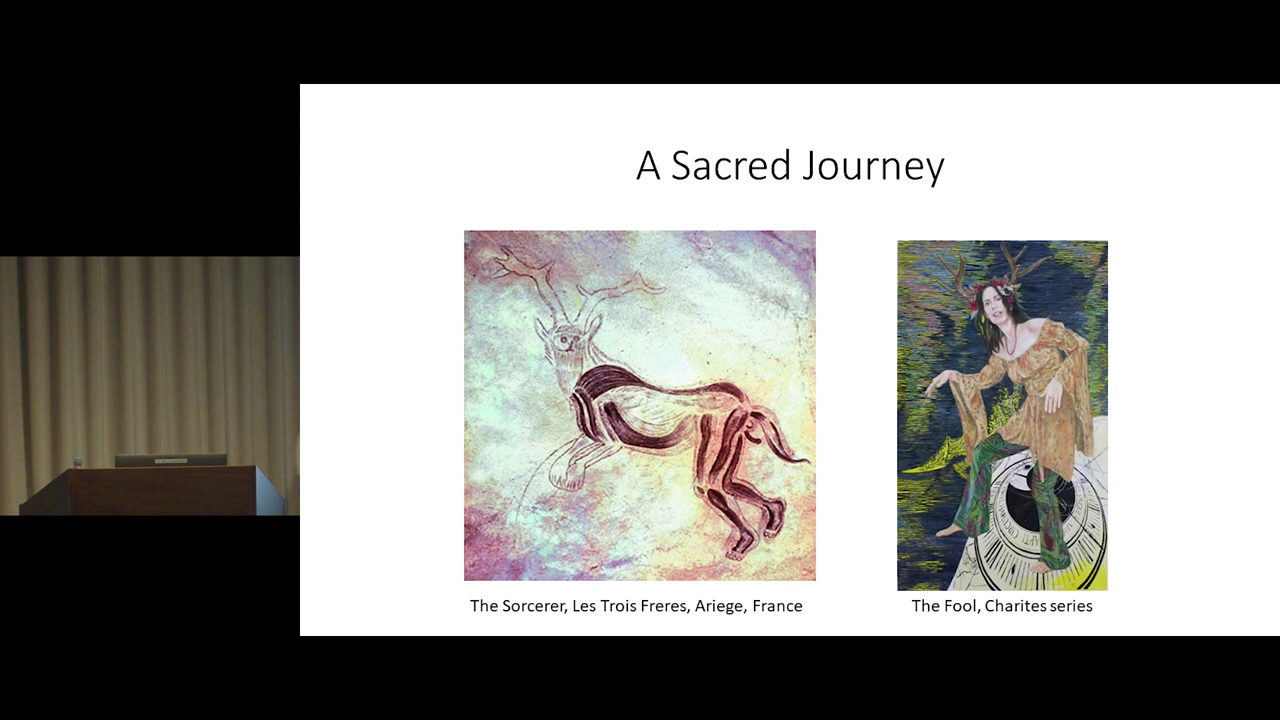 A Sacred Journey
The Sorcerer, Les Trois Freres, Ariege, France
The Fool, Charites series